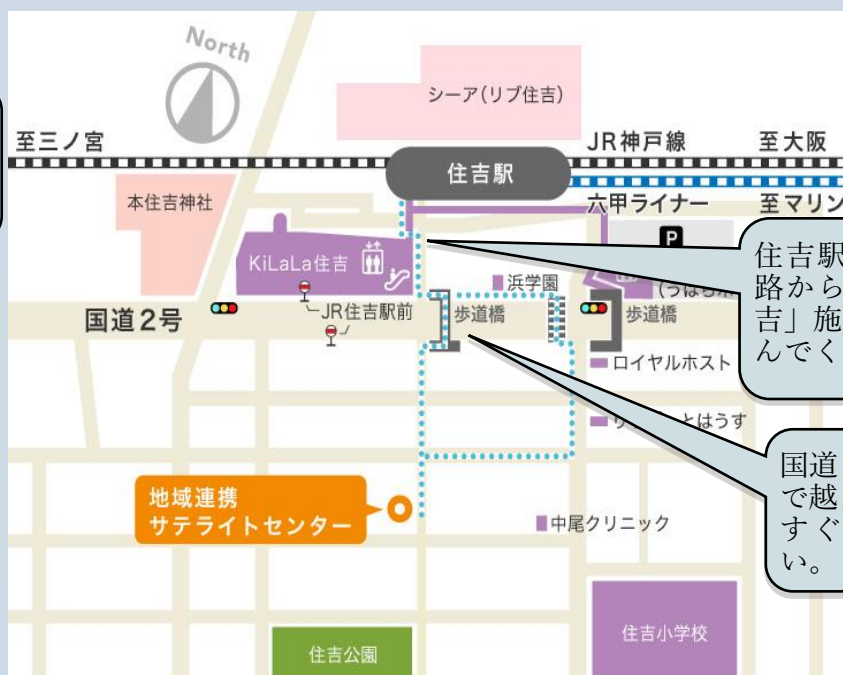 North
シーア(リブ住吉)
至三ノ宮
JR神戸線
至大阪
住吉駅
六甲ライナー
至マリン
本住吉神社
P
KiLaLa住吉
住吉駅
路から
吉」施
んでく
浜学園
JR住吉駅前
国道2号
歩道橋
歩道橋
ロイヤルホスト
とはうす
国道
で越
すぐ
い。
地域連携
サテライトセンター
中尾クリニック
住吉小学校
住吉公園